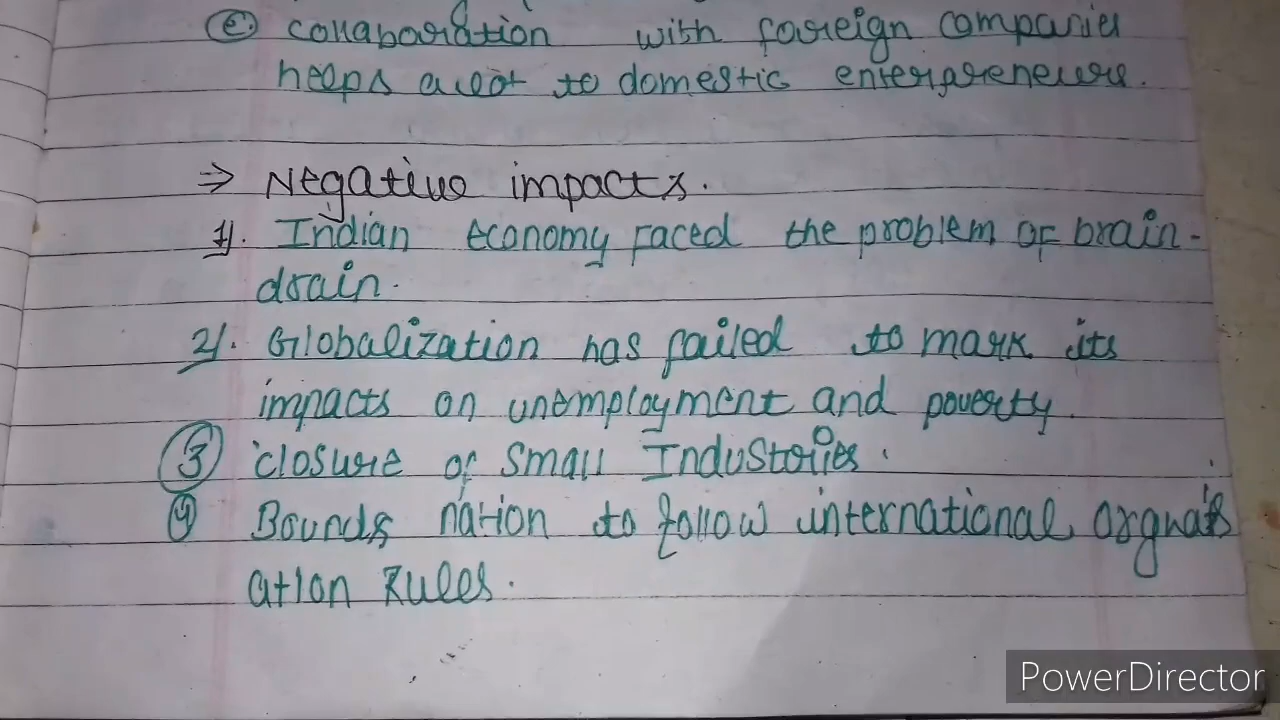 (e) collaboration with foreign companies
helps a lot to domestic enterpreneurs.
⇒ Negative impacts.
1). Indian economy faced the problem of brain-
drain.
2). Globalization has failed to mark its
impacts on unemployment and poverty.
(3) closure of small Industries.
(4) Bounds nation to follow international orgnais
ation Rules.
PowerDirector